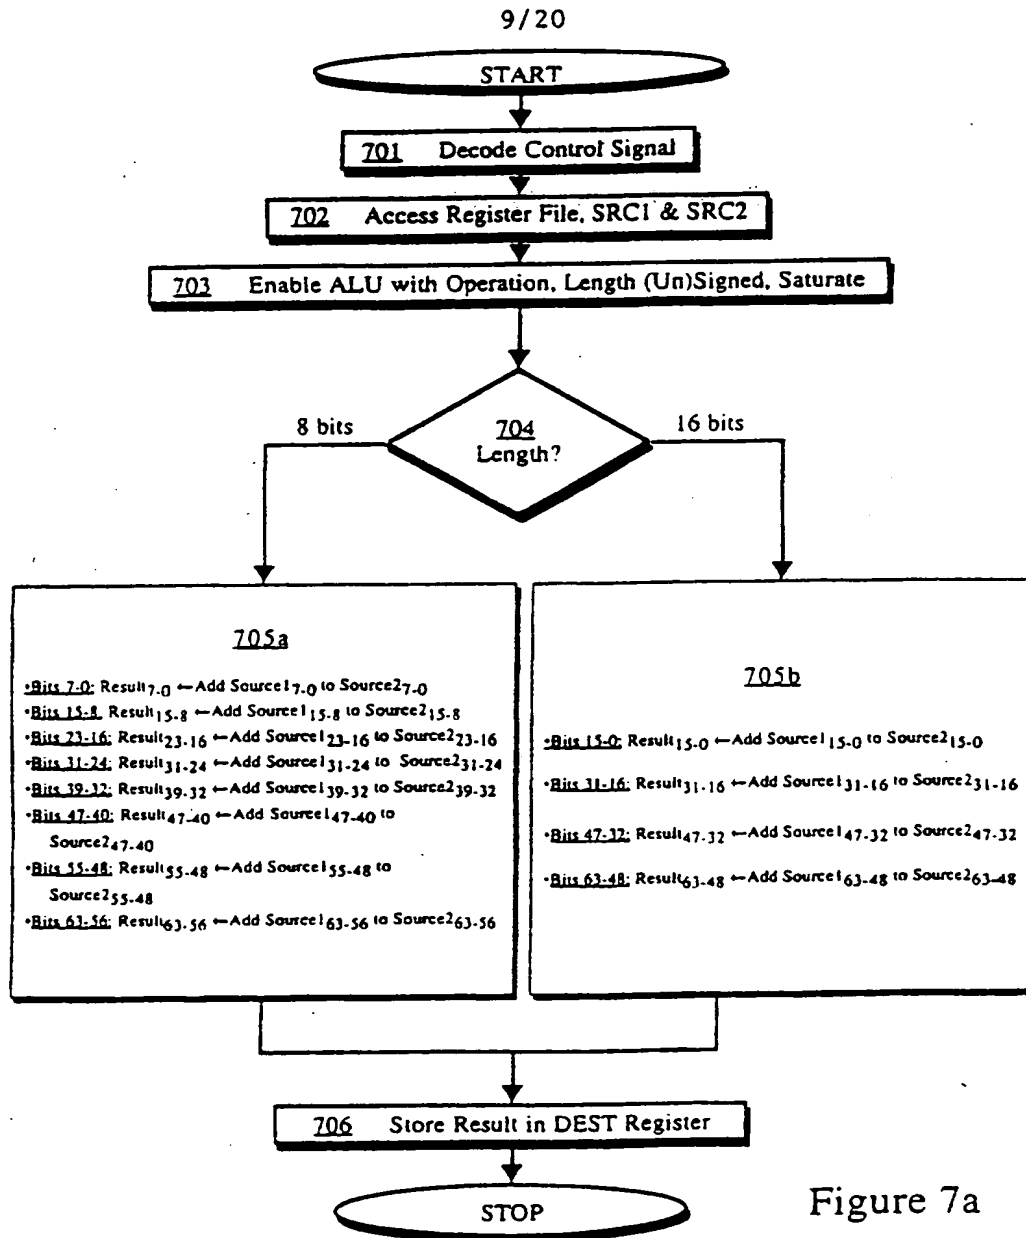 9/20
START
701 Decode Control Signal
702 Access Register File, SRC1 & SRC2
703 Enable ALU with Operation, Length (Un)Signed, Saturate
704
Length?
8 bits
16 bits
705a
•Bits 7-0: Result7-0 ←Add Source17-0 to Source27-0
•Bits 15-8 Result15-8 ←Add Source115-8 to Source215-8
•Bits 23-16: Result23-16 ←Add Source123-16 to Source223-16
•Bits 31-24: Result31-24 ←Add Source131-24 to Source231-24
•Bits 39-32: Result39-32 ←Add Source139-32 to Source239-32
•Bits 47-40: Result47-40 ←Add Source147-40 to
Source247-40
•Bits 55-48: Result55-48 ←Add Source155-48 to
Source255-48
•Bits 63-56: Result63-56 ←Add Source163-56 to Source263-56
705b
•Bits 15-0: Result15-0 ←Add Source115-0 to Source215-0
•Bits 31-16: Result31-16 ←Add Source131-16 to Source231-16
•Bits 47-32: Result47-32 ←Add Source147-32 to Source247-32
•Bits 63-48: Result63-48 ←Add Source163-48 to Source263-48
706 Store Result in DEST Register
STOP
Figure 7a